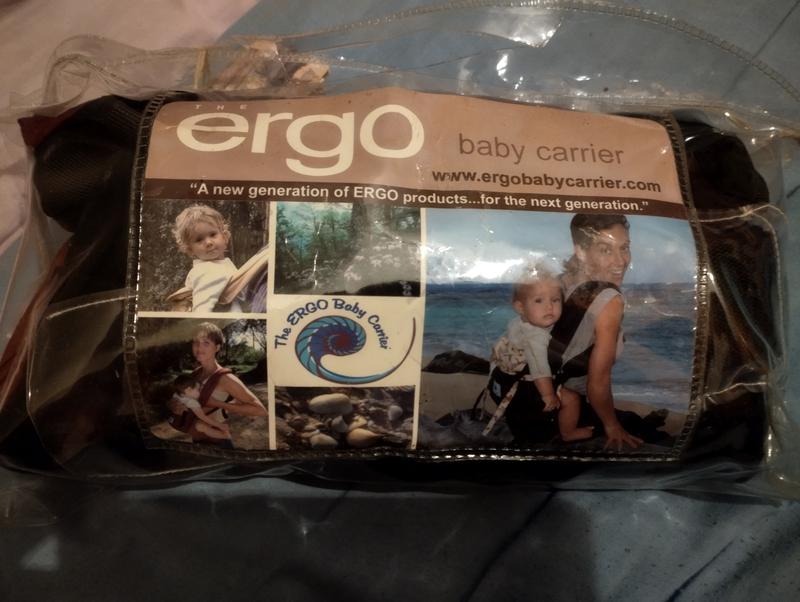 THE
ergo
baby carrier
www.ergobabycarrier.com
“A new generation of ERGO products...for the next generation.”
The ERGO Baby Carrier